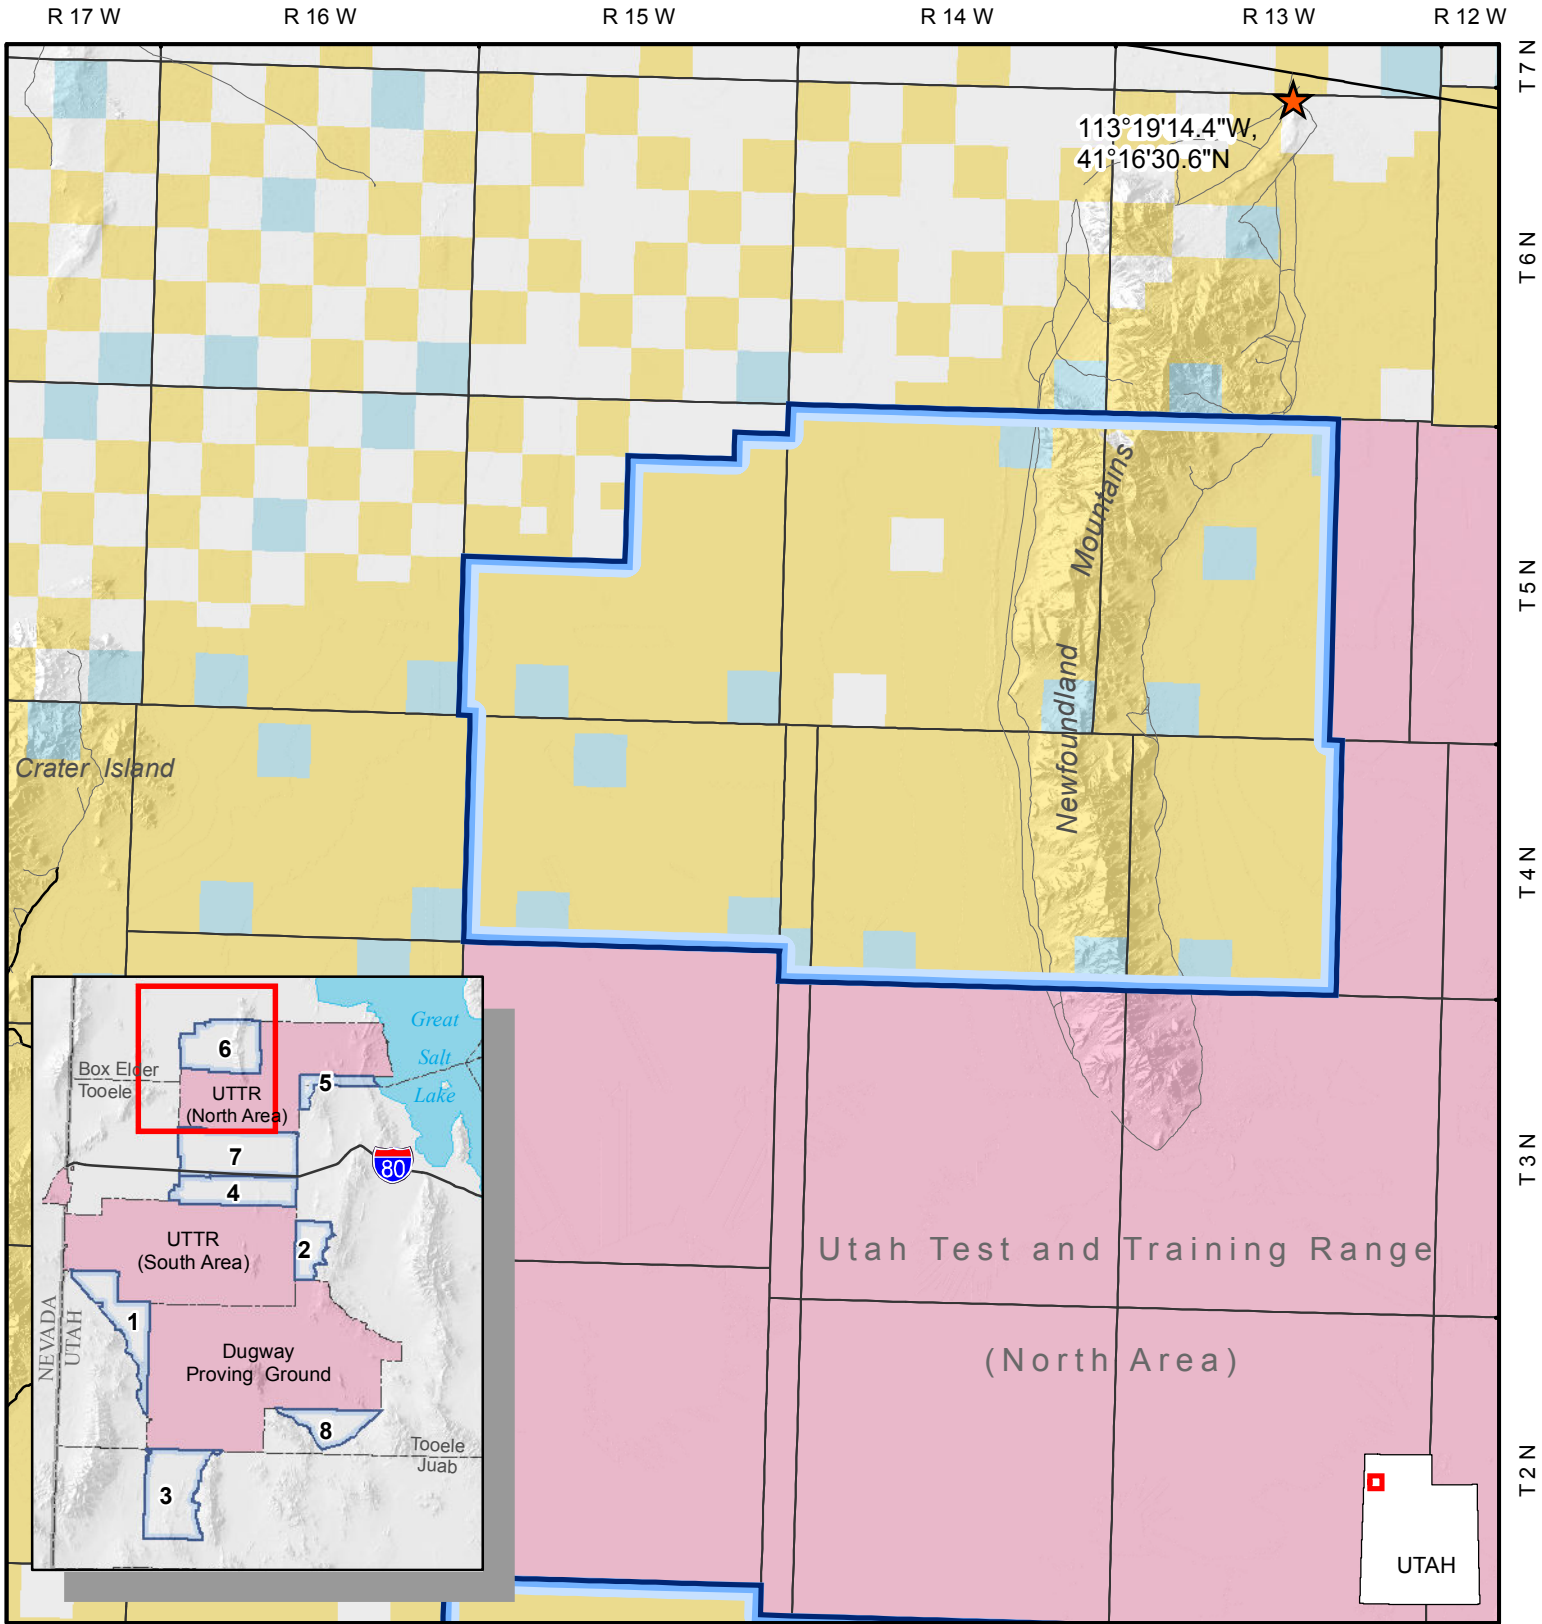 R 17 W R 16 W R 15 W R 14 W R 13 W R 12 W
T 7 N
113°19'14.4"W,
41°16'30.6"N
T 6 N
Newfoundland Mountains
T 5 N
Crater Island
T 4 N
Great
Salt
Lake
6
5
Box Elder
Tooele
UTTR
(North Area)
7
80
4
T 3 N
UTTR
(South Area)
2
Utah Test and Training Range
(North Area)
1
NEVADA
UTAH
Dugway
Proving Ground
8
Tooele
Juab
3
T 2 N
UTAH